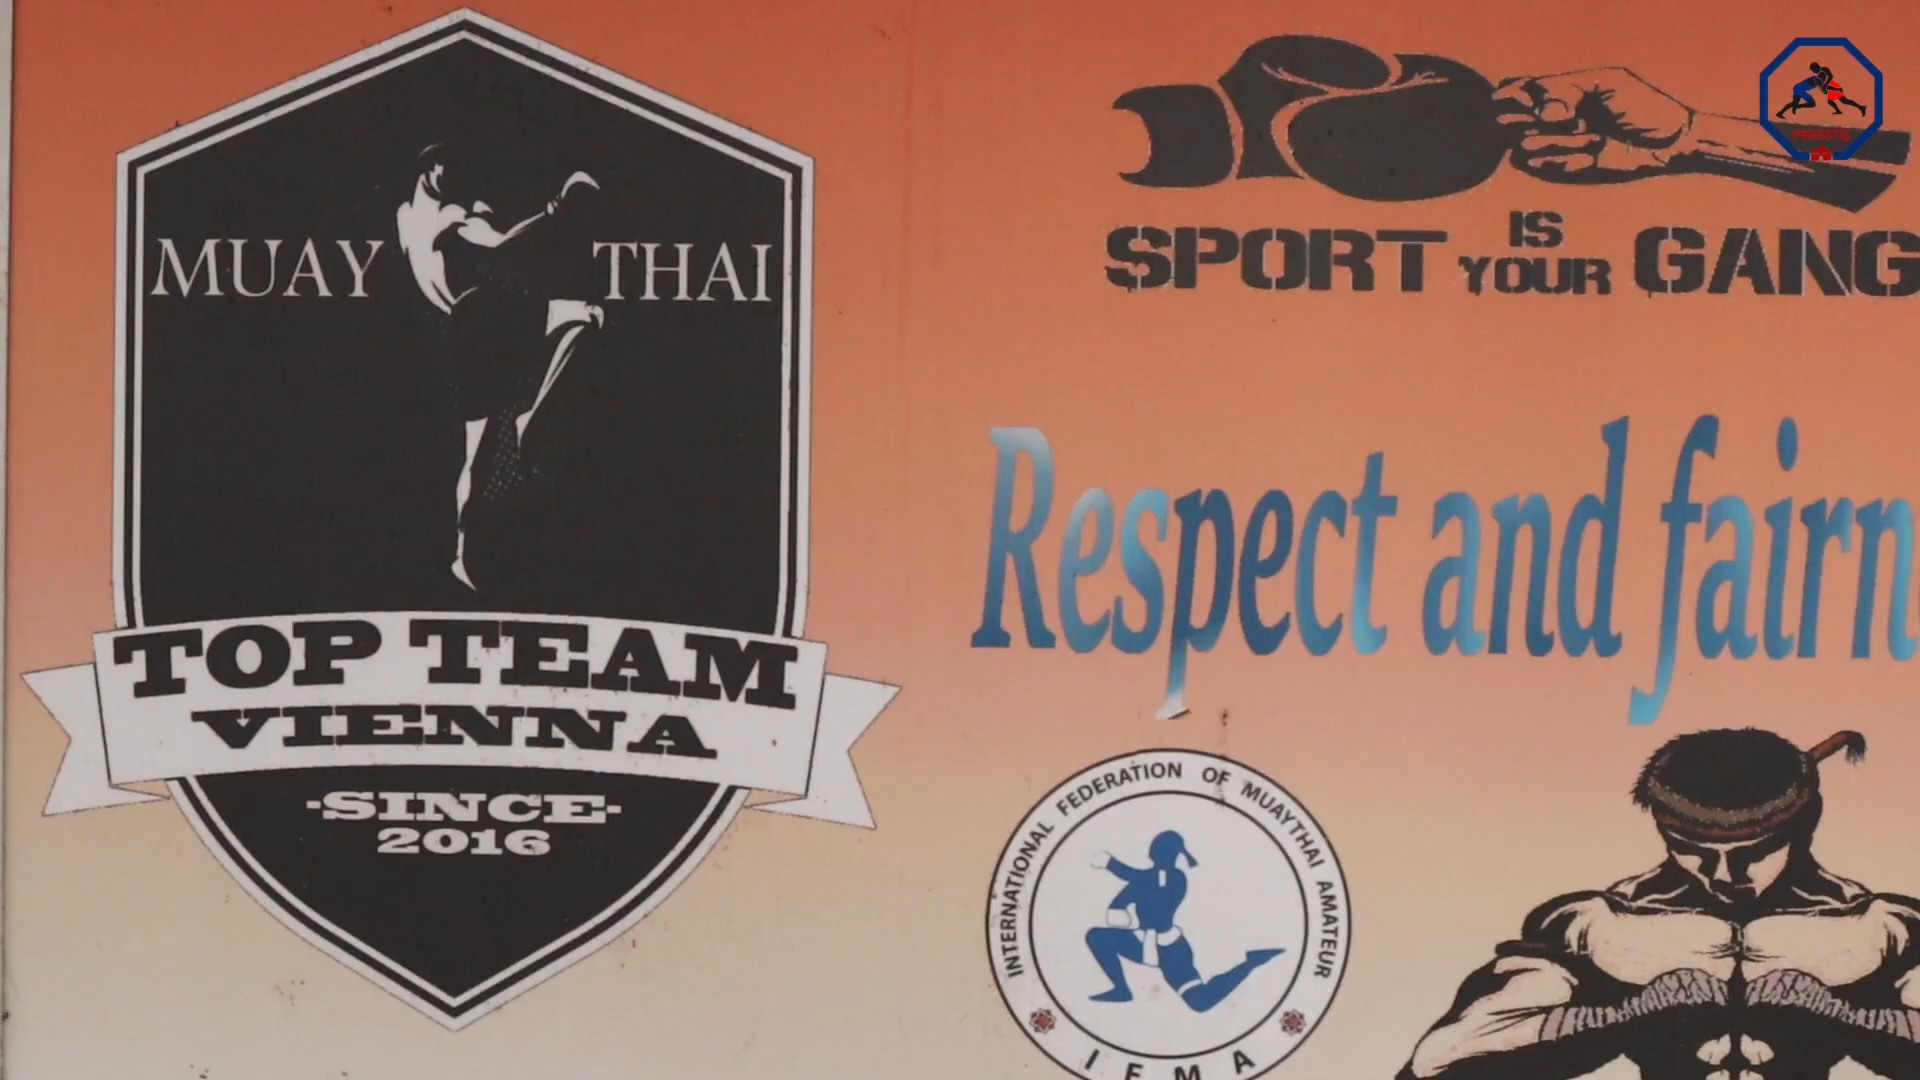 MUAY THAI
TOP TEAM
VIENNA
-SINCE-
2016
SPORT IS YOUR GANG
Respect and fairn
INTERNATIONAL FEDERATION OF MUAYTHAI AMATEUR
IFMA